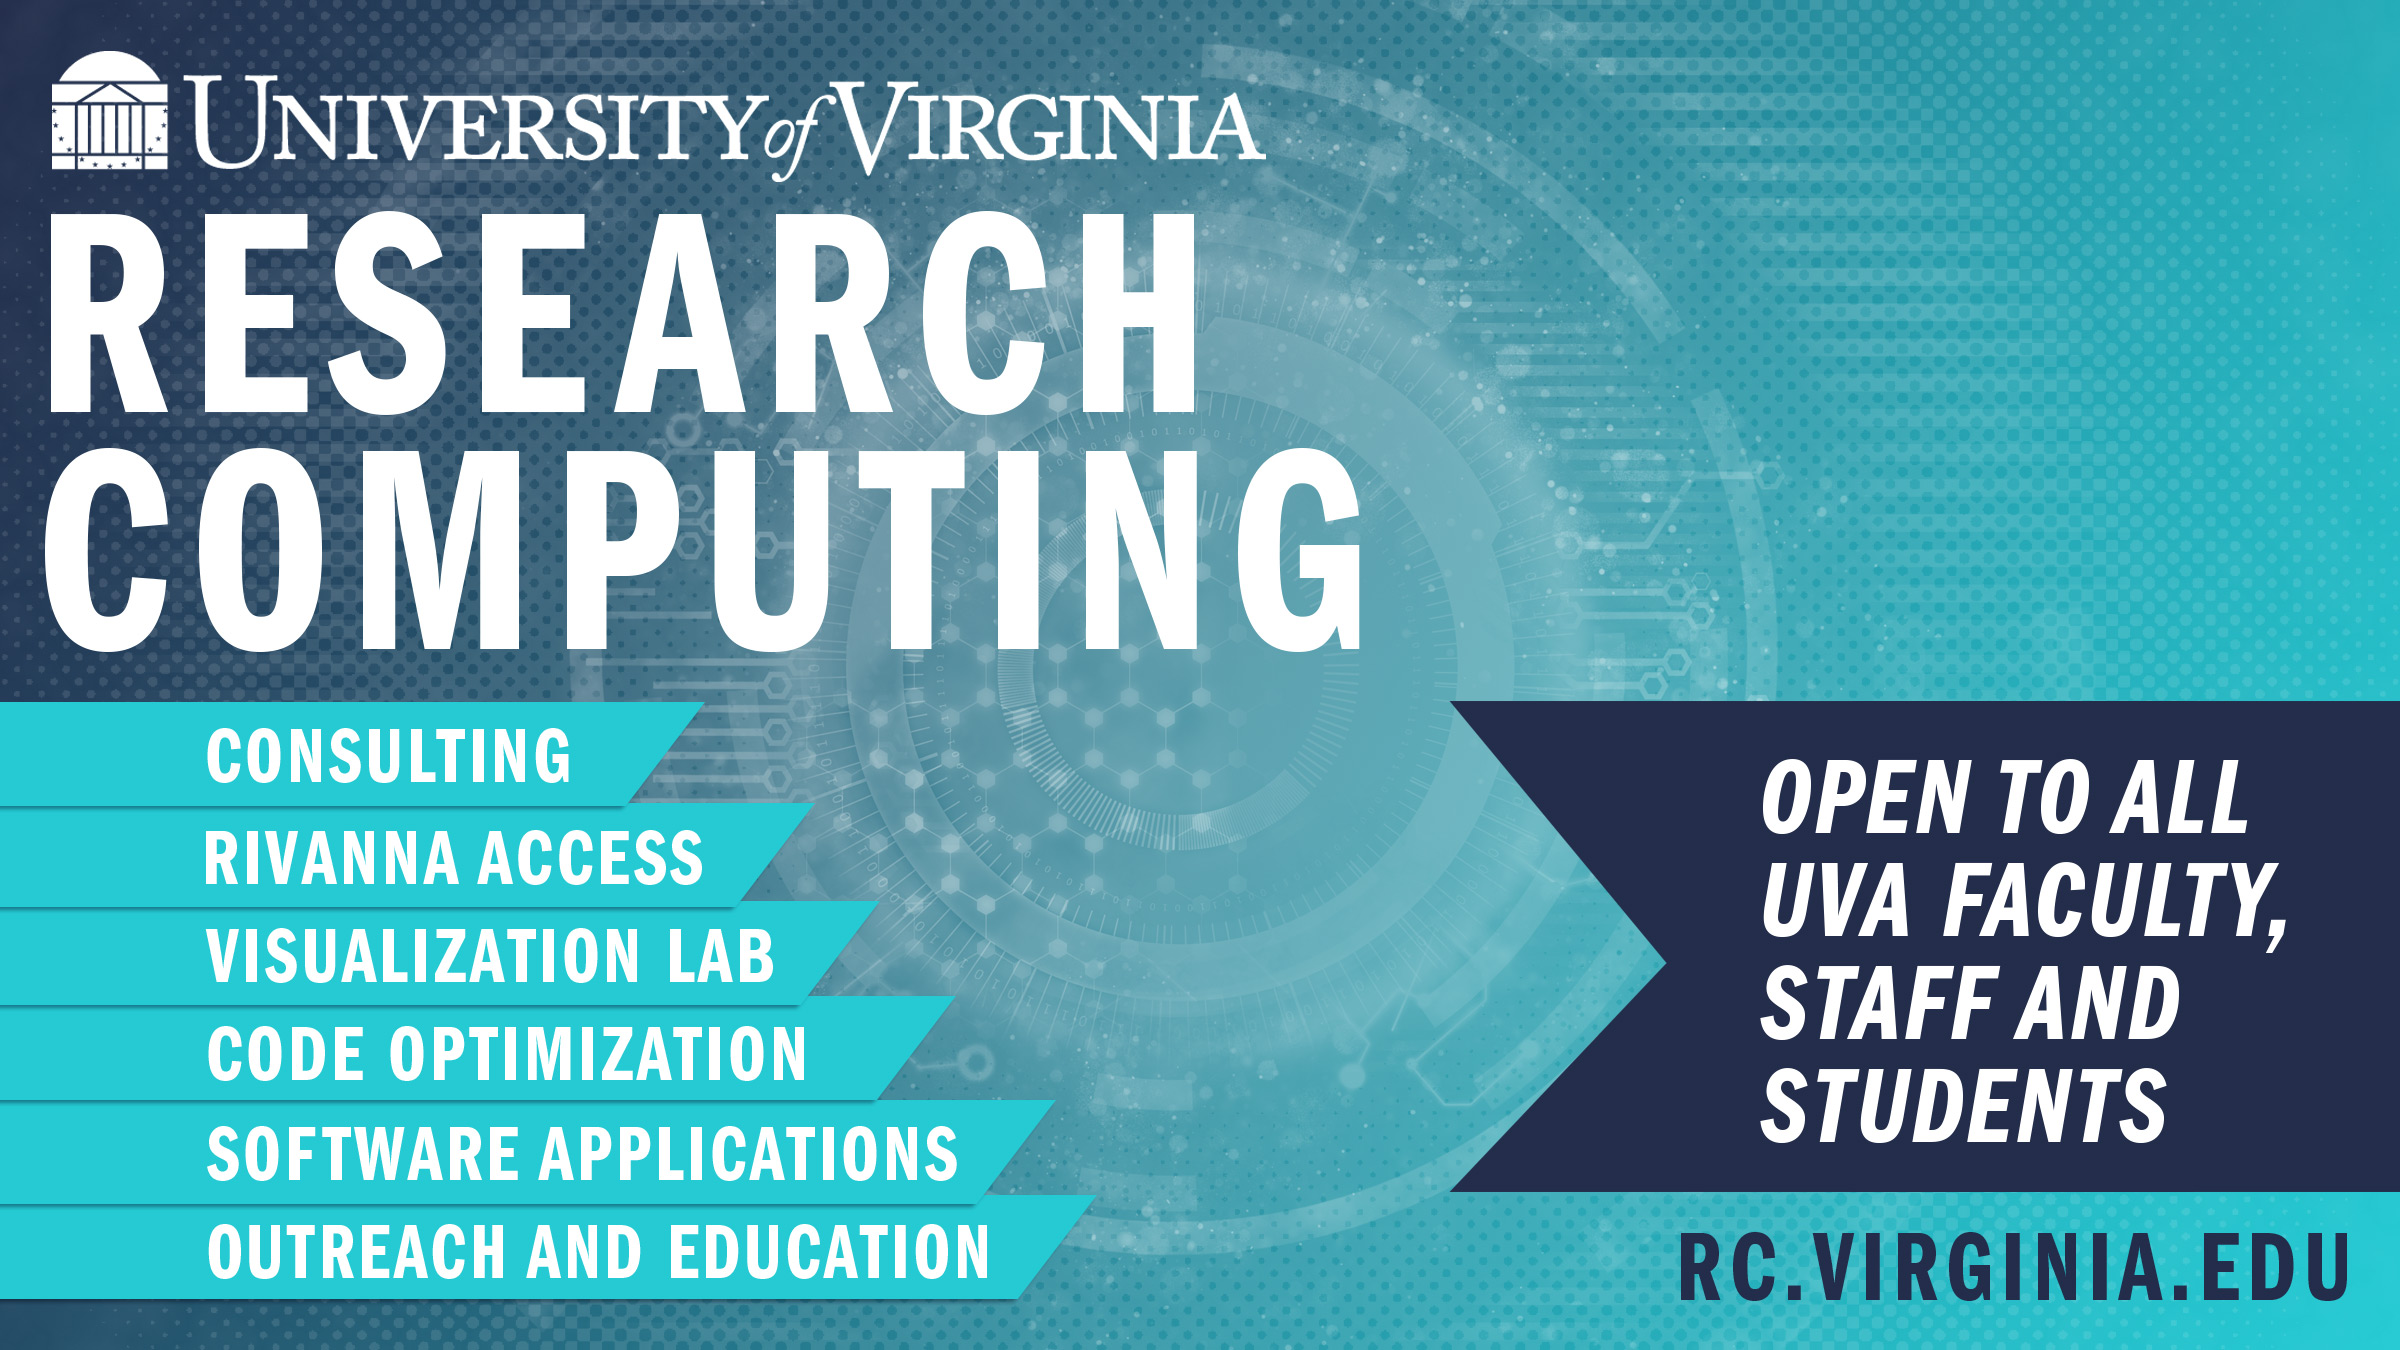 UNIVERSITY of VIRGINIA
RESEARCH
COMPUTING
CONSULTING
RIVANNA ACCESS
VISUALIZATION LAB
CODE OPTIMIZATION
SOFTWARE APPLICATIONS
OUTREACH AND EDUCATION
OPEN TO ALL
UVA FACULTY,
STAFF AND
STUDENTS
RC.VIRGINIA.EDU